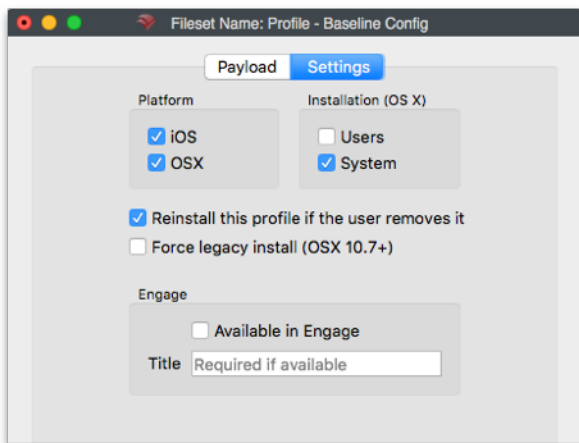 Fileset Name: Profile - Baseline Config
Payload Settings
Platform Installation (OS X)
iOS Users
OSX System
Reinstall this profile if the user removes it
Force legacy install (OSX 10.7+)
Engage
Available in Engage
Title Required if available